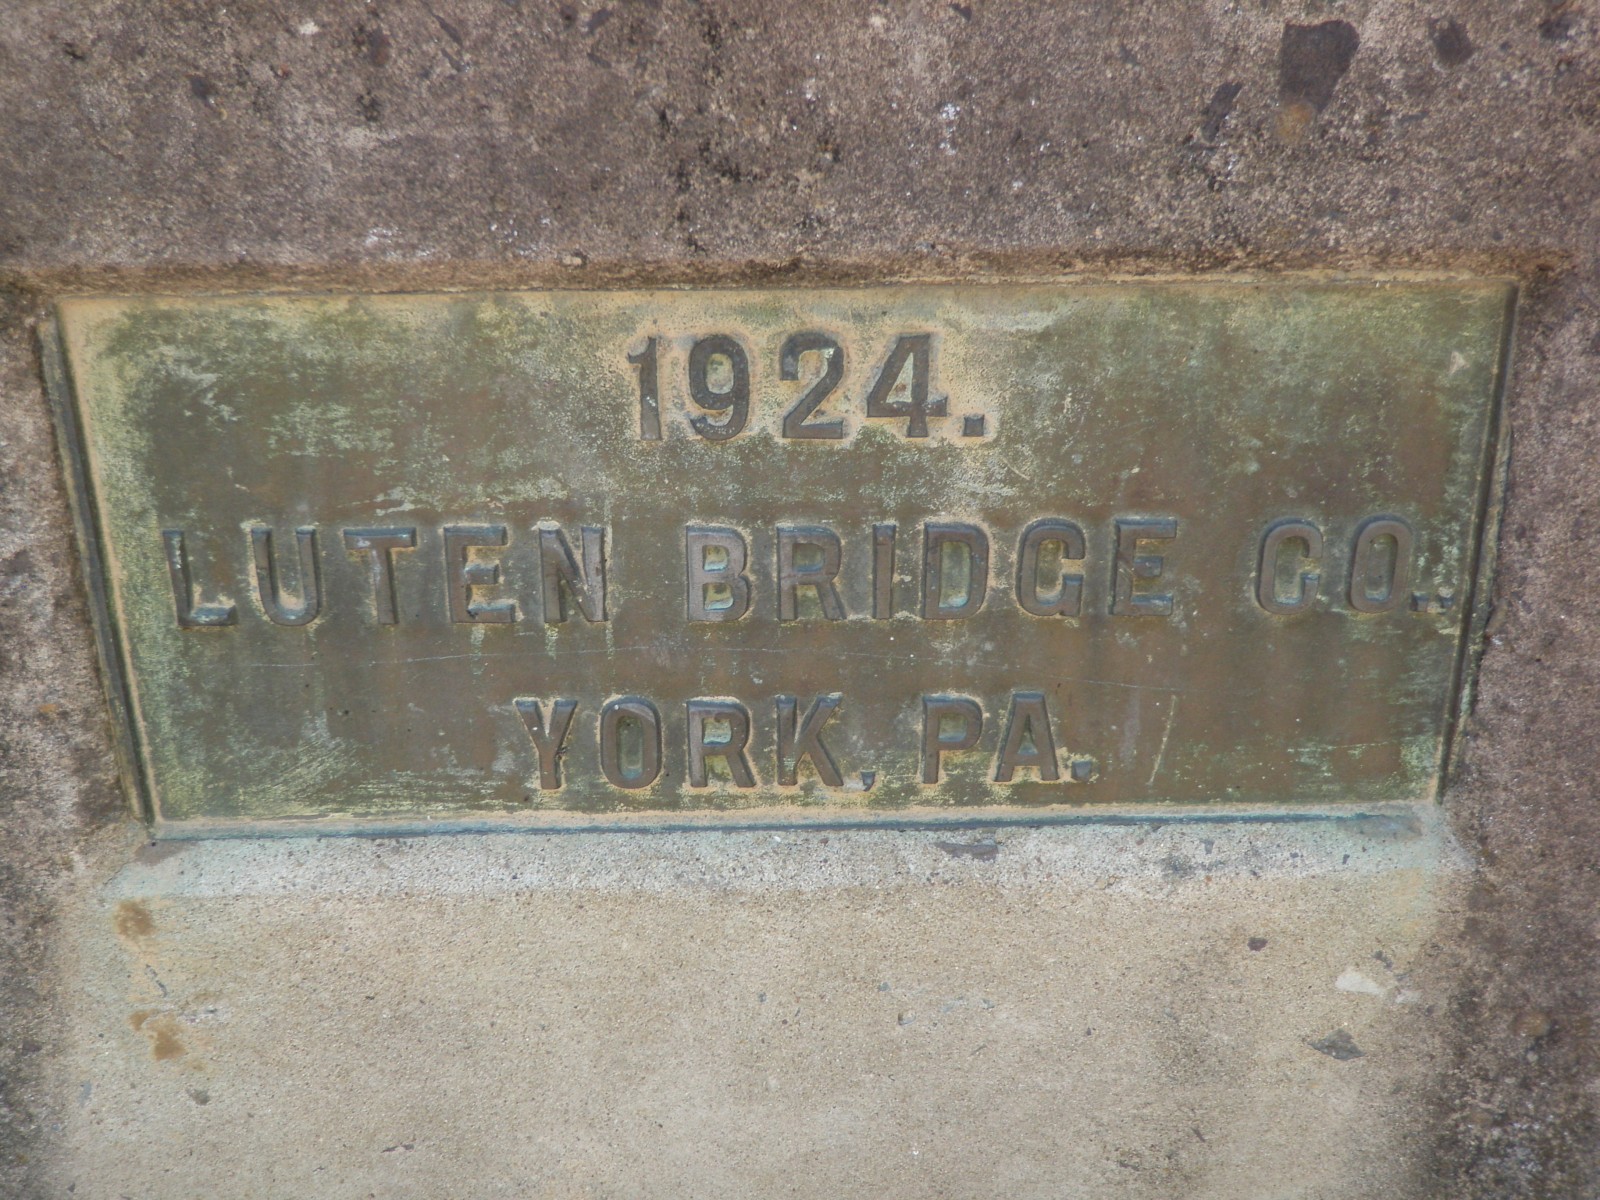 1924.
LUTEN BRIDGE CO.,
YORK, PA.